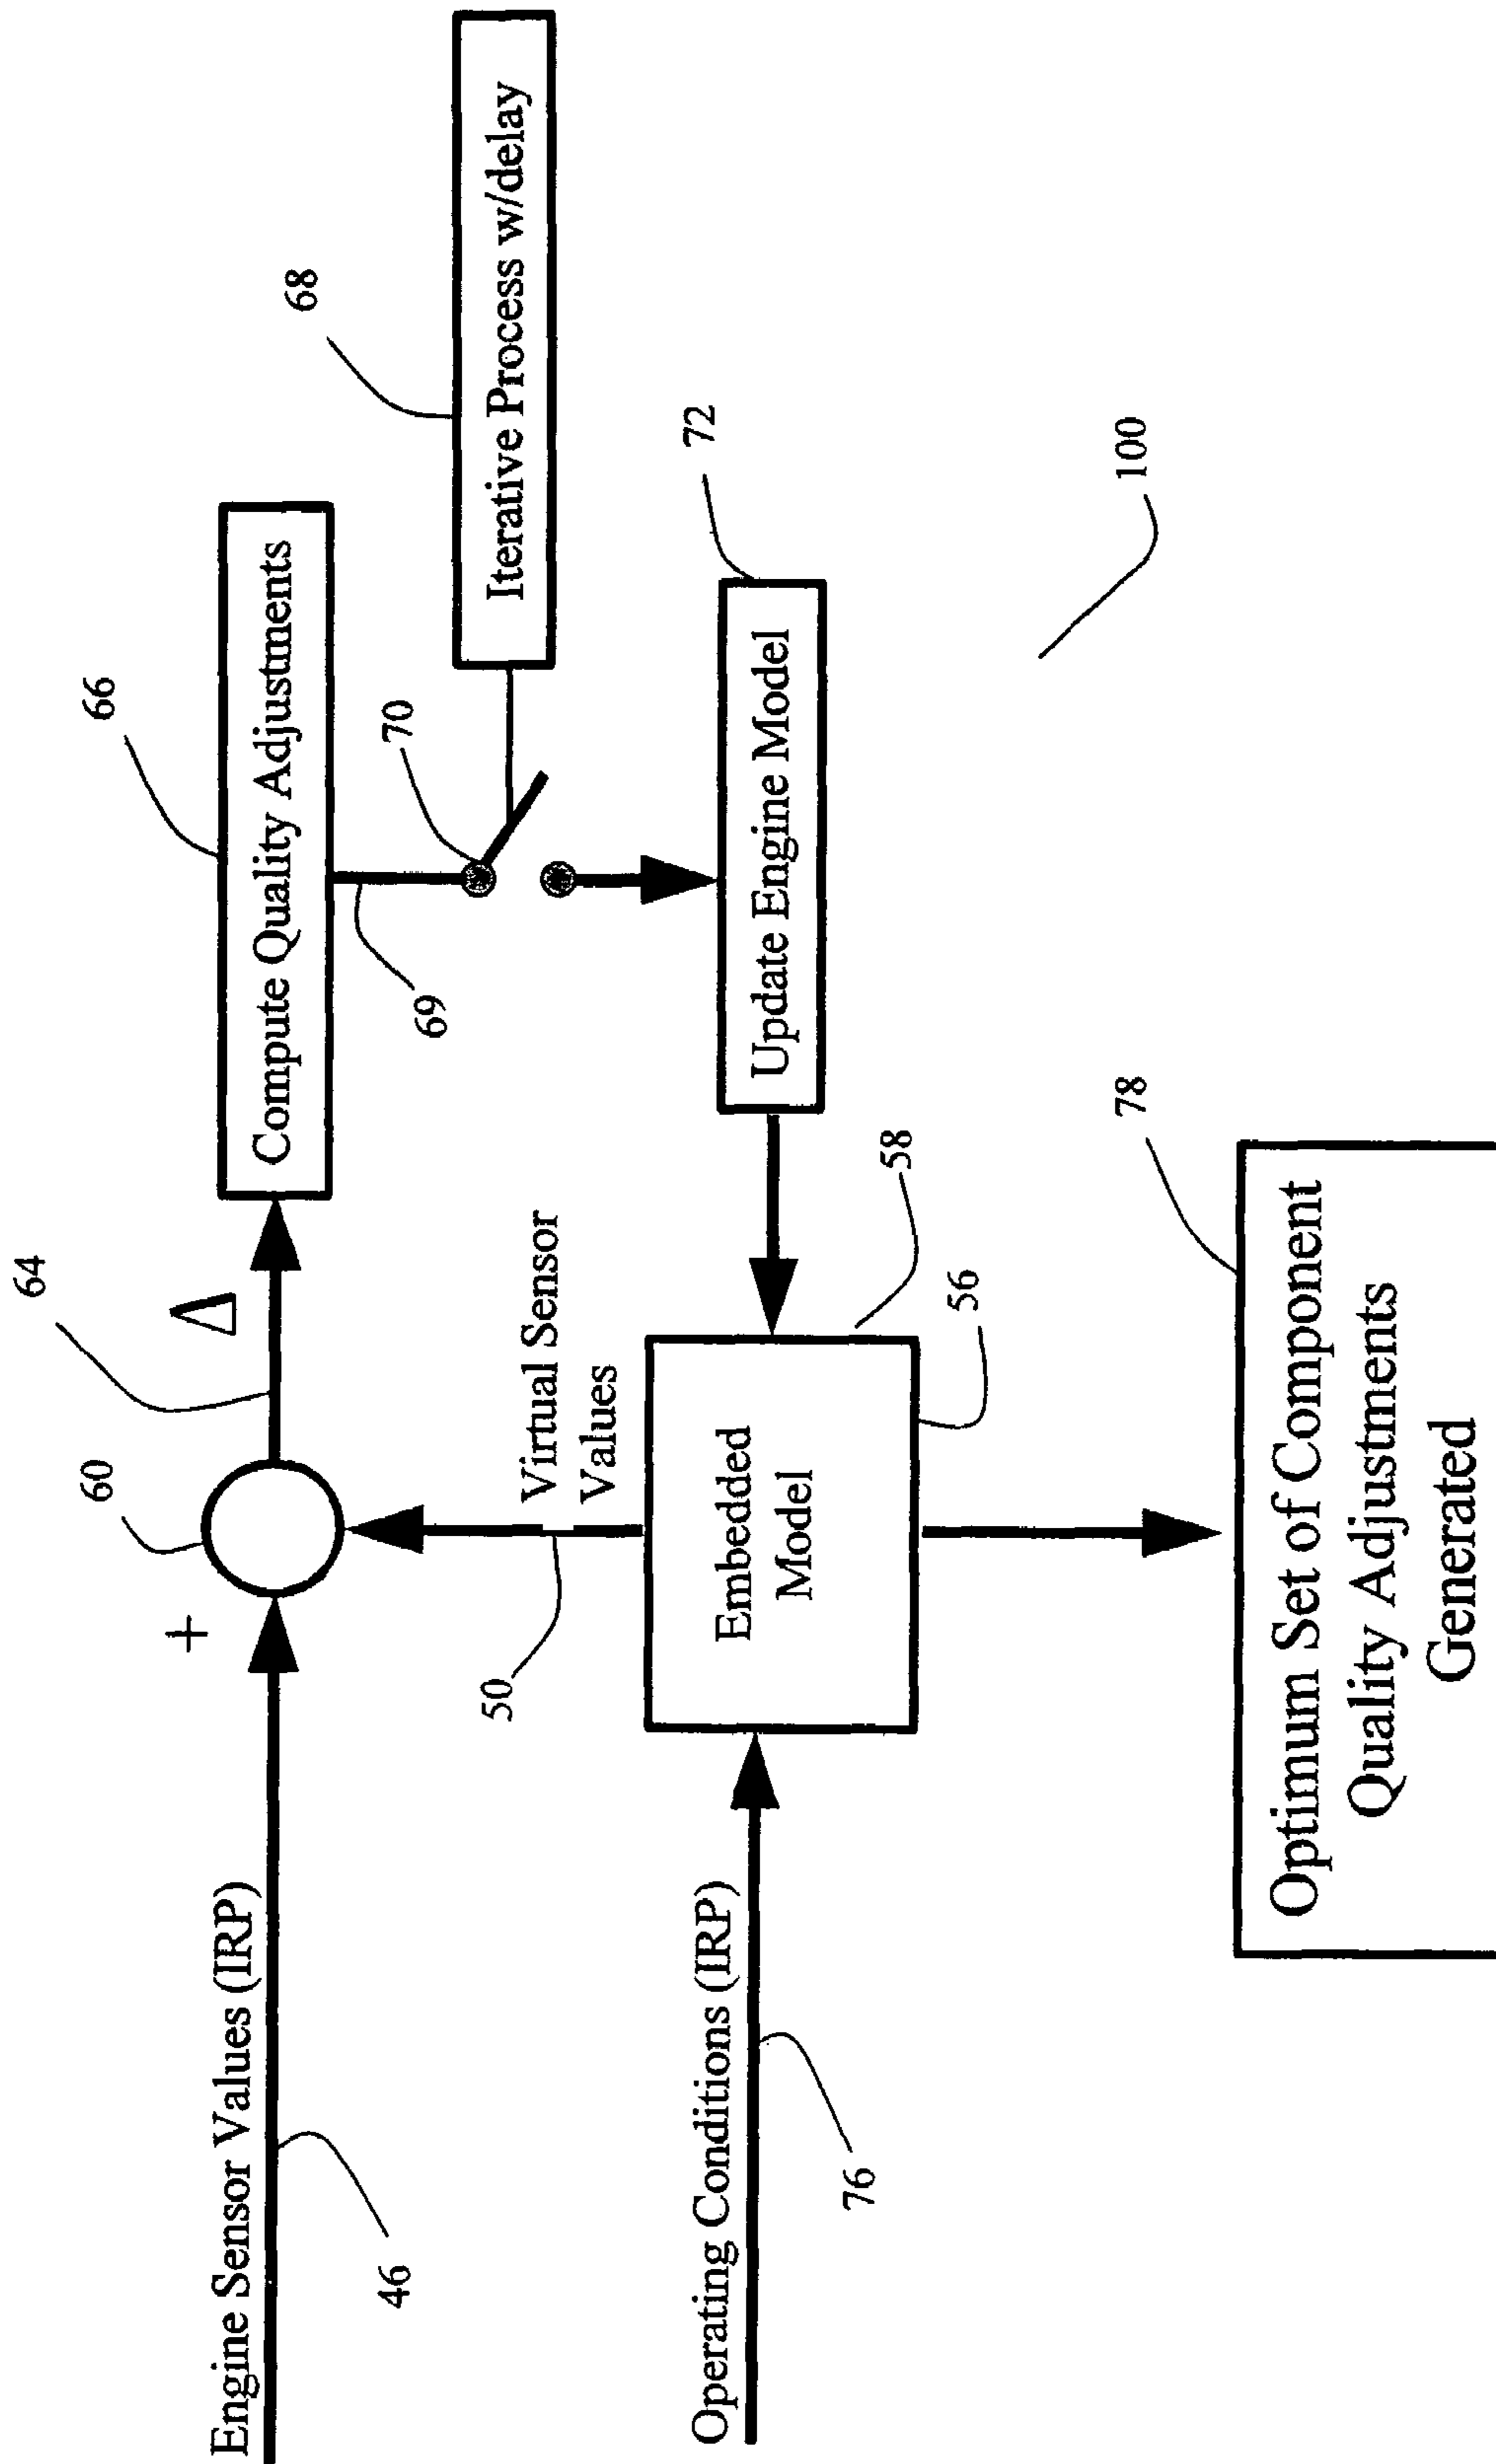 Engine Sensor Values (IRP)
46
+
60
Δ
64
Compute Quality Adjustments
66
69
70
Iterative Process w/delay
68
Virtual Sensor
Values
50
Update Engine Model
72
Operating Conditions (IRP)
76
Embedded
Model
58
56
Optimum Set of Component
Quality Adjustments
Generated
78
100